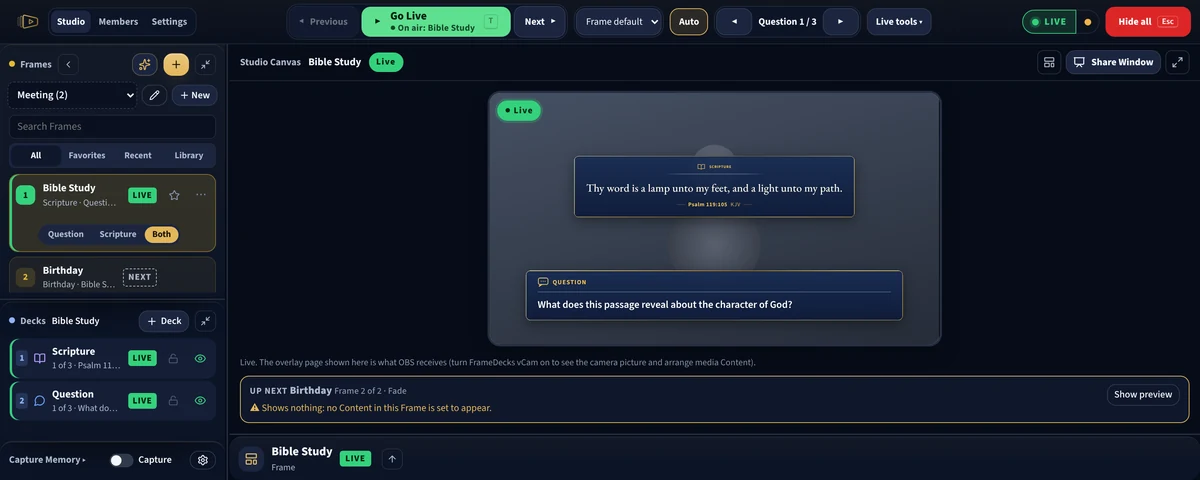 Studio Members Settings
Previous
Go Live
On air: Bible Study
T
Next
Frame default
Auto
Question 1 / 3
Live tools
LIVE
Hide all Esc
Frames
Meeting (2)
+ New
Search Frames
All Favorites Recent Library
1 Bible Study
Scripture · Questi...
LIVE
Question Scripture Both
2 Birthday
Birthday · Bible S...
NEXT
Decks Bible Study
+ Deck
1 Scripture
1 of 3 · Psalm 11...
LIVE
2 Question
1 of 3 · What do...
LIVE
Capture Memory
Capture
Studio Canvas Bible Study Live
Share Window
Live
SCRIPTURE
Thy word is a lamp unto my feet, and a light unto my path.
Psalm 119:105 KJV
QUESTION
What does this passage reveal about the character of God?
Live. The overlay page shown here is what OBS receives (turn FrameDecks vCam on to see the camera picture and arrange media Content).
UP NEXT Birthday Frame 2 of 2 · Fade
Shows nothing: no Content in this Frame is set to appear.
Show preview
Bible Study
Frame
LIVE